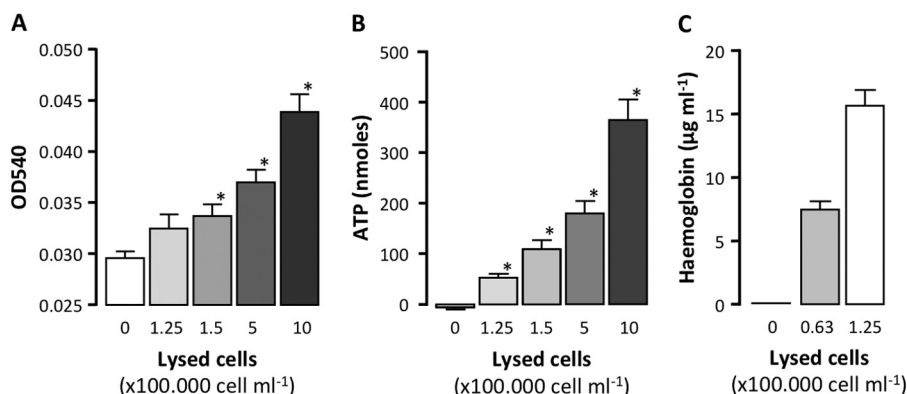 A
0.050
0.045
0.040
0.035
0.030
0.025
OD540
*
*
*
0 1.25 1.5 5 10
Lysed cells
(x100.000 cell ml⁻¹)
B
500
400
300
200
100
0
ATP (nmoles)
*
*
*
*
0 1.25 1.5 5 10
Lysed cells
(x100.000 cell ml⁻¹)
C
20
15
10
5
0
Haemoglobin (µg ml⁻¹)
0 0.63 1.25
Lysed cells
(x100.000 cell ml⁻¹)